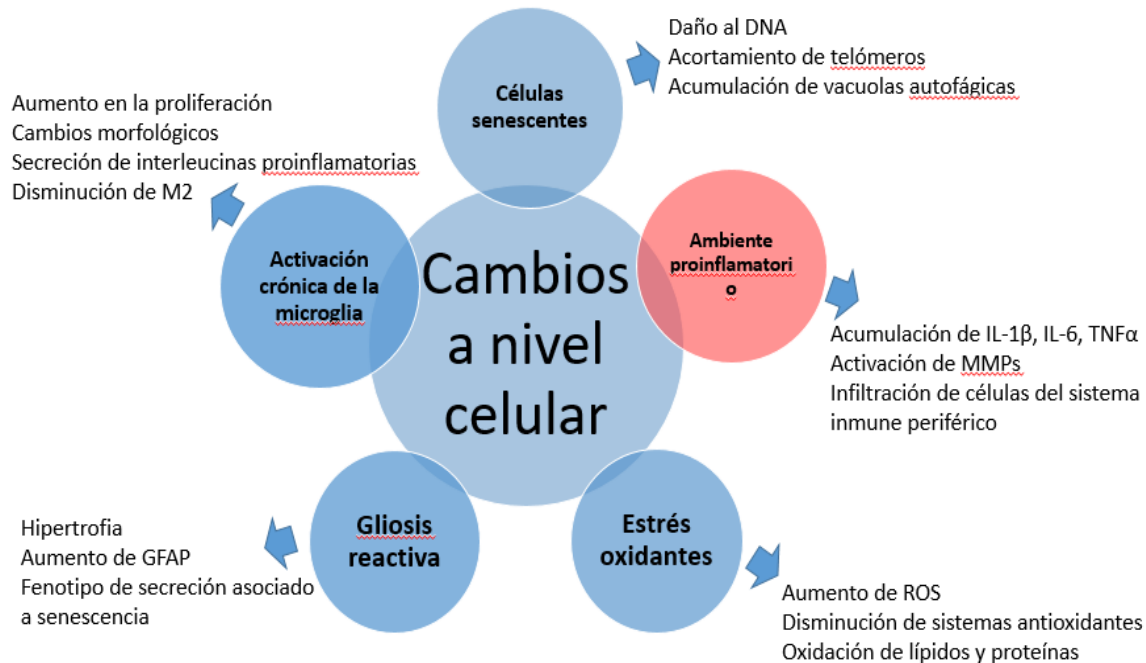 Células
senescentes
Daño al DNA
Acortamiento de telómeros
Acumulación de vacuolas autofágicas
Aumento en la proliferación
Cambios morfológicos
Secreción de interleucinas proinflamatorias
Disminución de M2
Activación
crónica de la
microglia
Cambios
a nivel
celular
Ambiente
proinflamatori
o
Acumulación de IL-1β, IL-6, TNFα
Activación de MMPs
Infiltración de células del sistema
inmune periférico
Gliosis
reactiva
Hipertrofia
Aumento de GFAP
Fenotipo de secreción asociado
a senescencia
Estrés
oxidantes
Aumento de ROS
Disminución de sistemas antioxidantes
Oxidación de lípidos y proteínas